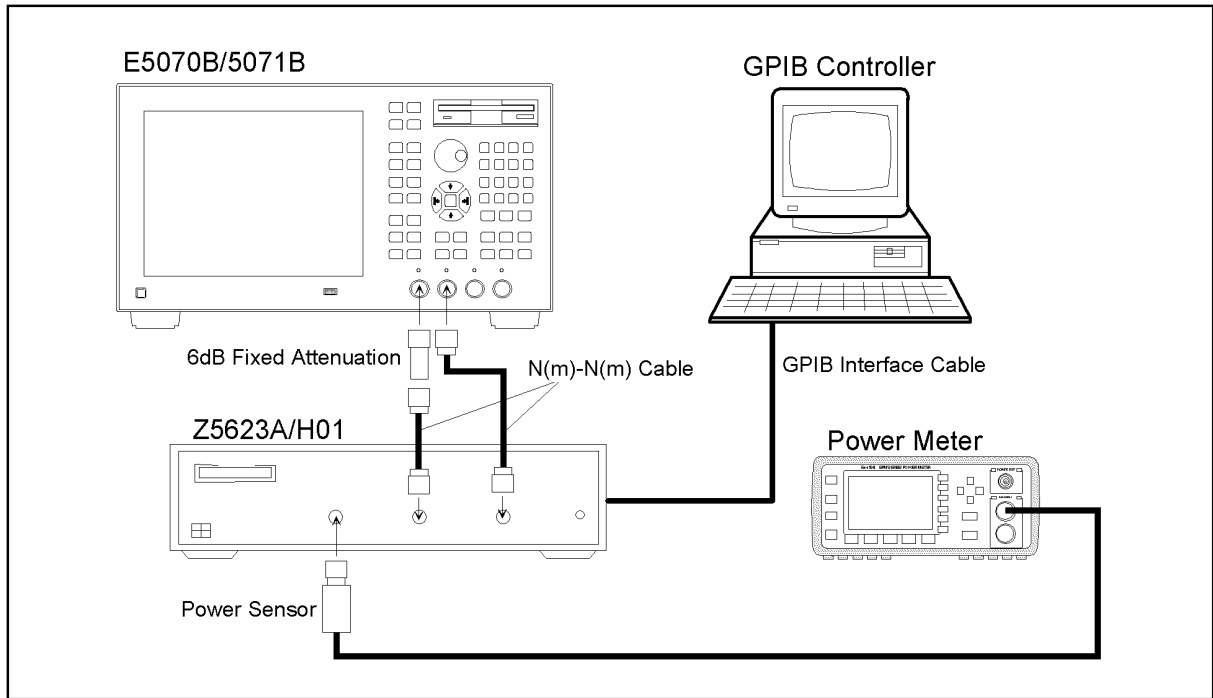 E5070B/5071B
GPIB Controller
6dB Fixed Attenuation
N(m)-N(m) Cable
GPIB Interface Cable
Z5623A/H01
Power Meter
Power Sensor